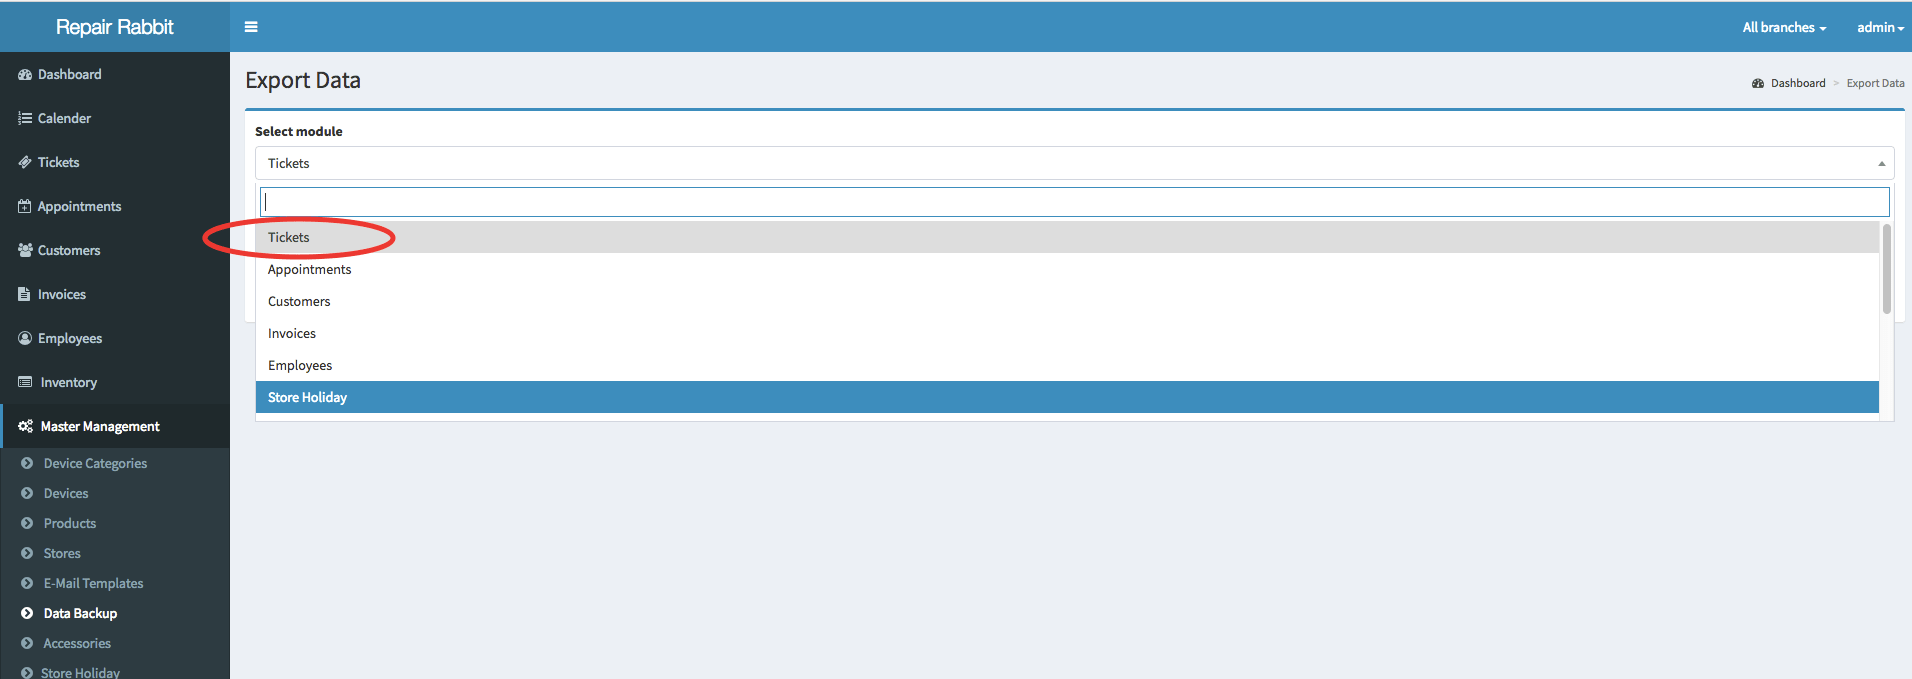 Repair Rabbit
All branches
admin
Dashboard
Calender
Tickets
Appointments
Customers
Invoices
Employees
Inventory
Master Management
Device Categories
Devices
Products
Stores
E-Mail Templates
Data Backup
Accessories
Store Holiday
Export Data
Dashboard > Export Data
Select module
Tickets
Tickets
Appointments
Customers
Invoices
Employees
Store Holiday